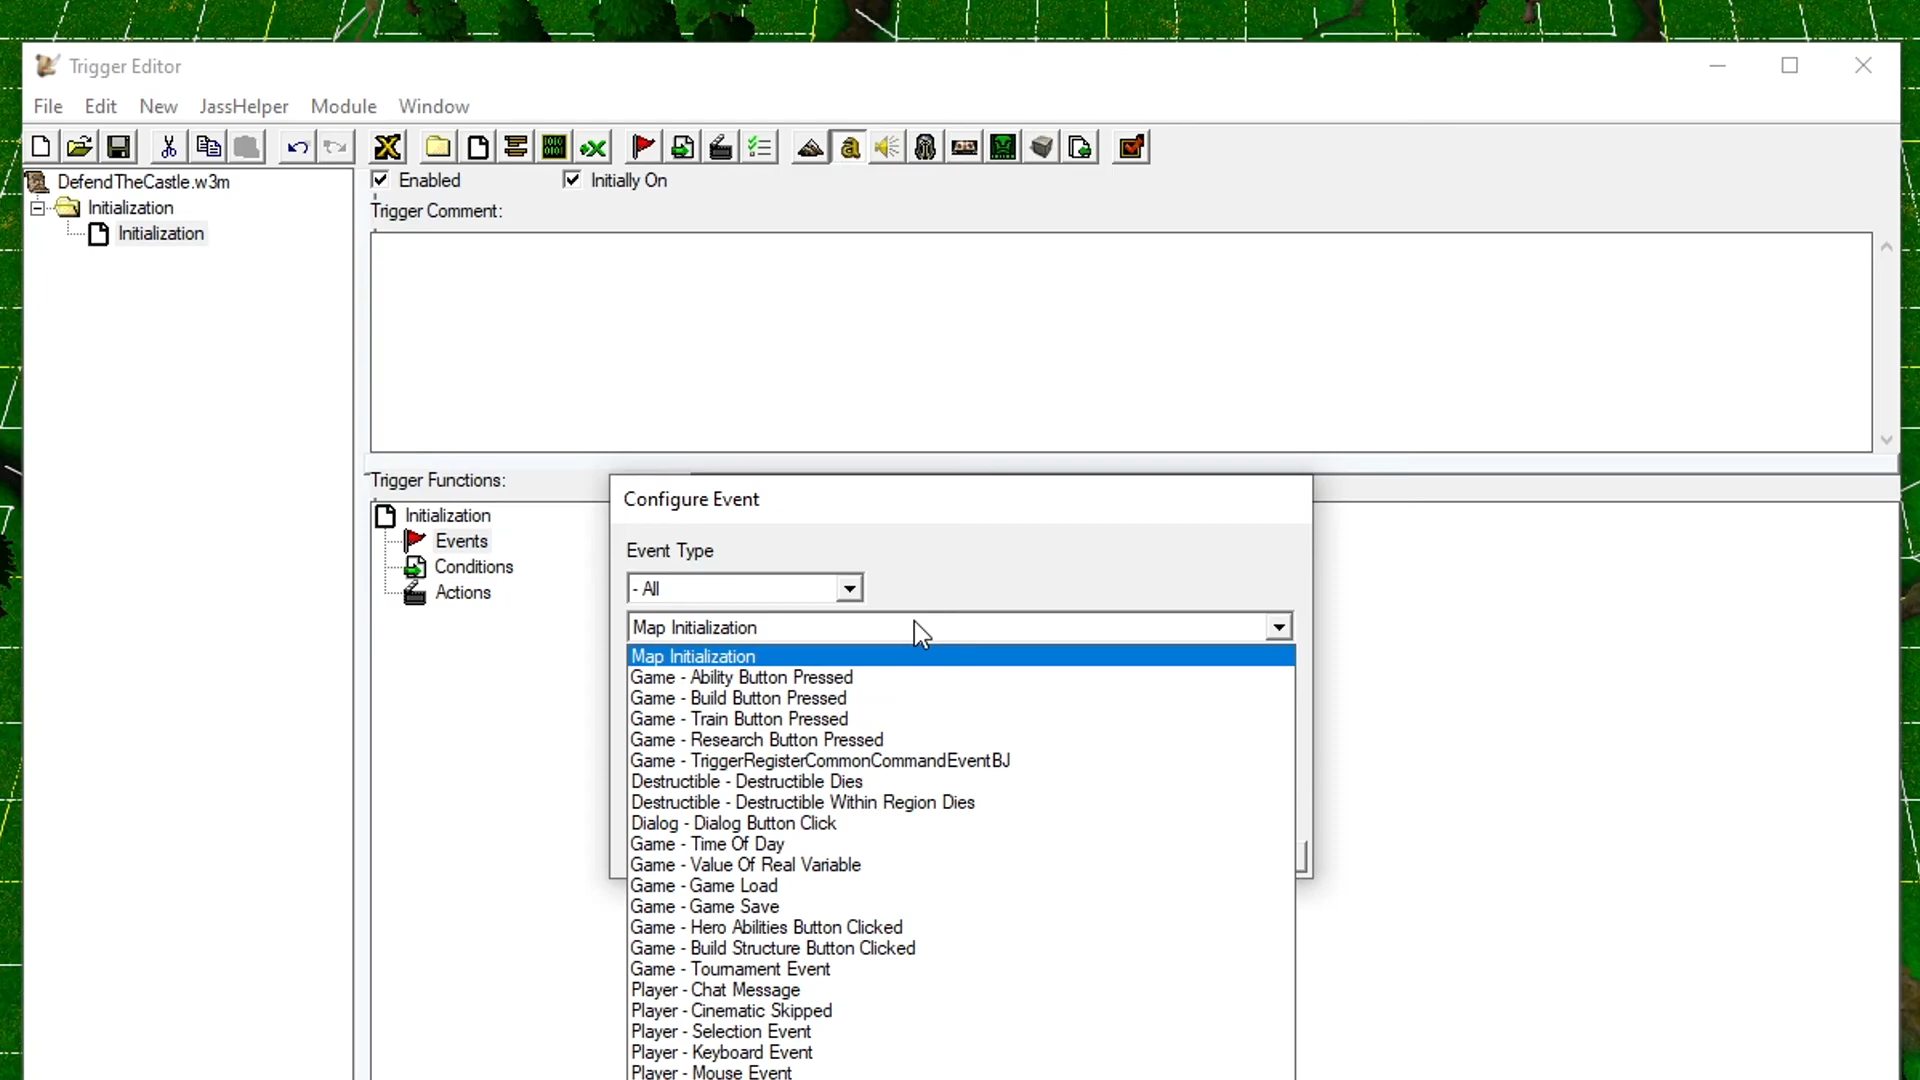 Trigger Editor
File Edit New JassHelper Module Window
DefendTheCastle.w3m
Initialization
Initialization
Enabled Initially On
Trigger Comment:
Trigger Functions:
Initialization
Events
Conditions
Actions
Configure Event
Event Type
- All
Map Initialization
Map Initialization
Game - Ability Button Pressed
Game - Build Button Pressed
Game - Train Button Pressed
Game - Research Button Pressed
Game - TriggerRegisterCommonCommandEventBJ
Destructible - Destructible Dies
Destructible - Destructible Within Region Dies
Dialog - Dialog Button Click
Game - Time Of Day
Game - Value Of Real Variable
Game - Game Load
Game - Game Save
Game - Hero Abilities Button Clicked
Game - Build Structure Button Clicked
Game - Tournament Event
Player - Chat Message
Player - Cinematic Skipped
Player - Selection Event
Player - Keyboard Event
Player - Mouse Event